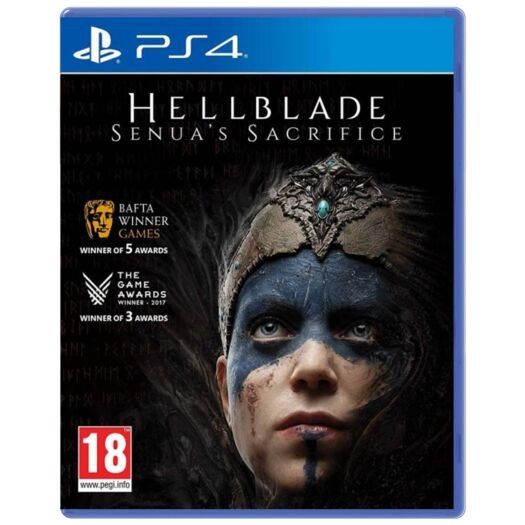 PS4
HELLBLADE
SENUA'S SACRIFICE
BAFTA
WINNER
GAMES
WINNER OF 5 AWARDS
THE
GAME
AWARDS
WINNER - 2017
WINNER OF 3 AWARDS
18
www.pegi.info